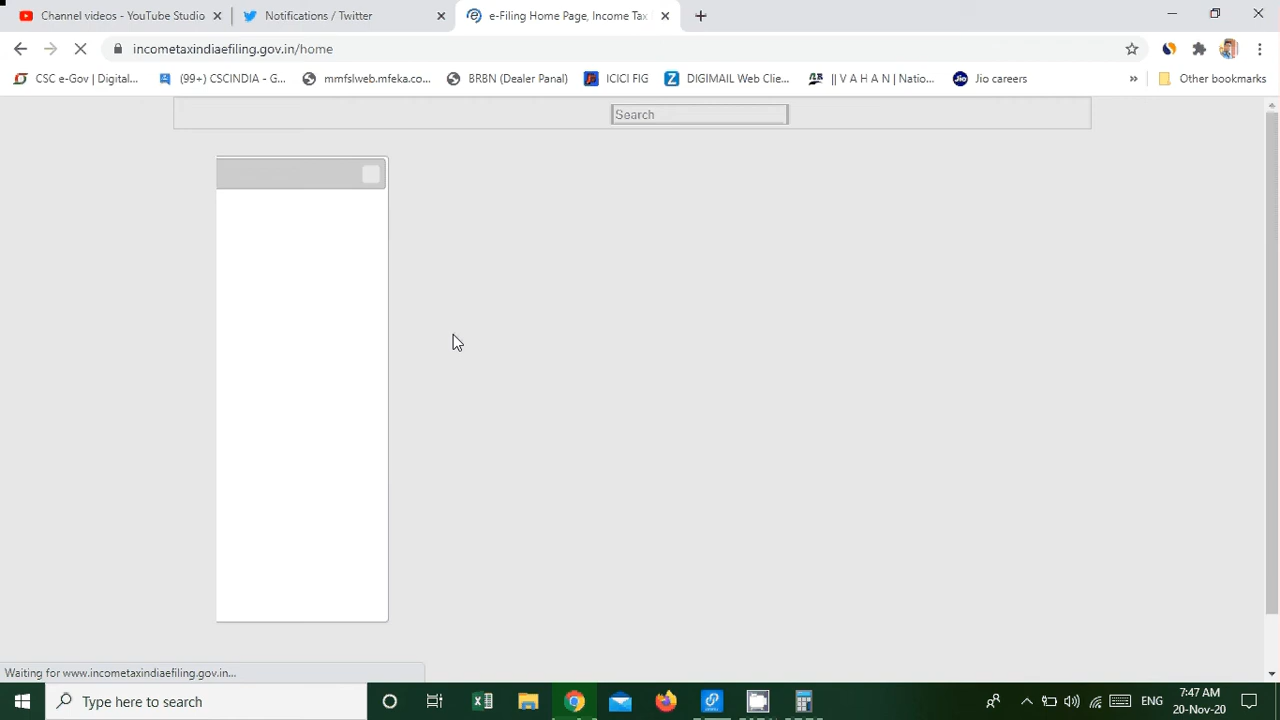 Channel videos - YouTube Studio
Notifications / Twitter
e-Filing Home Page, Income Tax
incometaxindiaefiling.gov.in/home
CSC e-Gov | Digital...
(99+) CSCINDIA - G...
mmfslweb.mfeka.co...
BRBN (Dealer Panel)
ICICI FIG
DIGIMAIL Web Clie...
|| V A H A N | Natio...
Jio careers
»
Other bookmarks
Search
Waiting for www.incometaxindiaefiling.gov.in...
Type here to search
ENG
7:47 AM
20-Nov-20